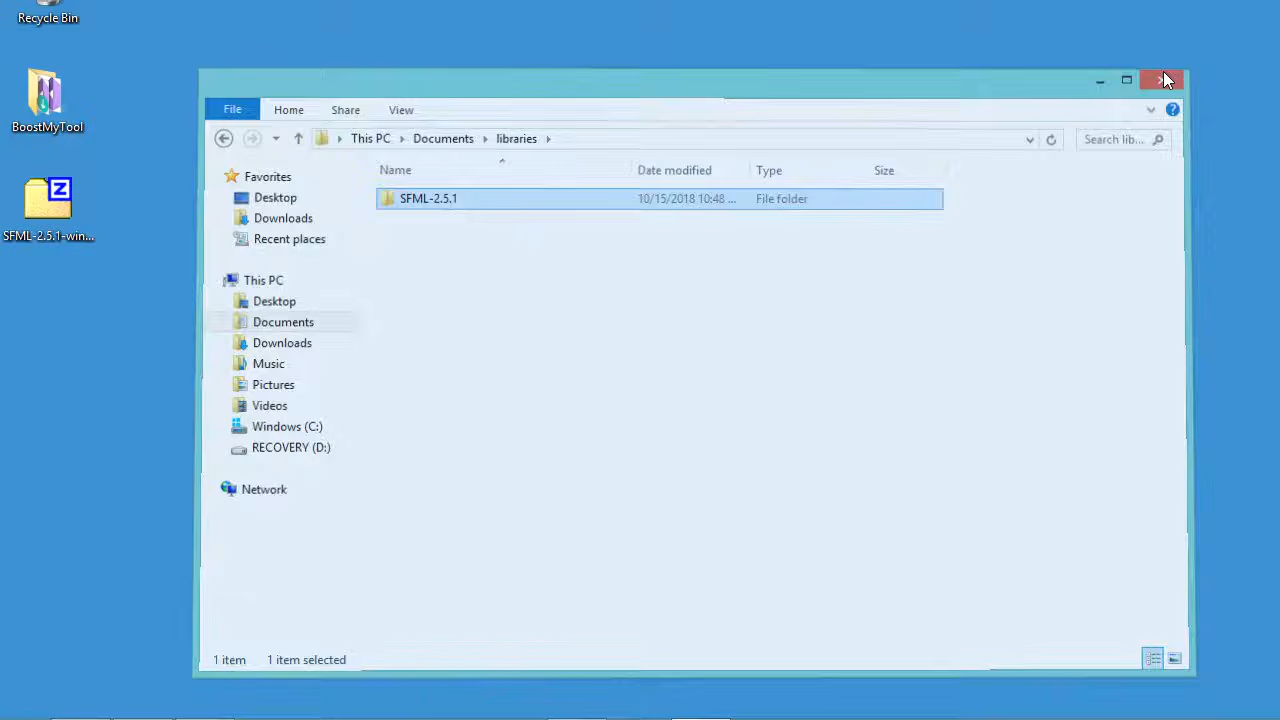 Recycle Bin
BoostMyTool
Z
SFML-2.5.1-win...
File Home Share View
This PC Documents libraries
Search lib...
Name Date modified Type Size
SFML-2.5.1 10/15/2018 10:48 ... File folder
Favorites
Desktop
Downloads
Recent places
This PC
Desktop
Documents
Downloads
Music
Pictures
Videos
Windows (C:)
RECOVERY (D:)
Network
1 item 1 item selected